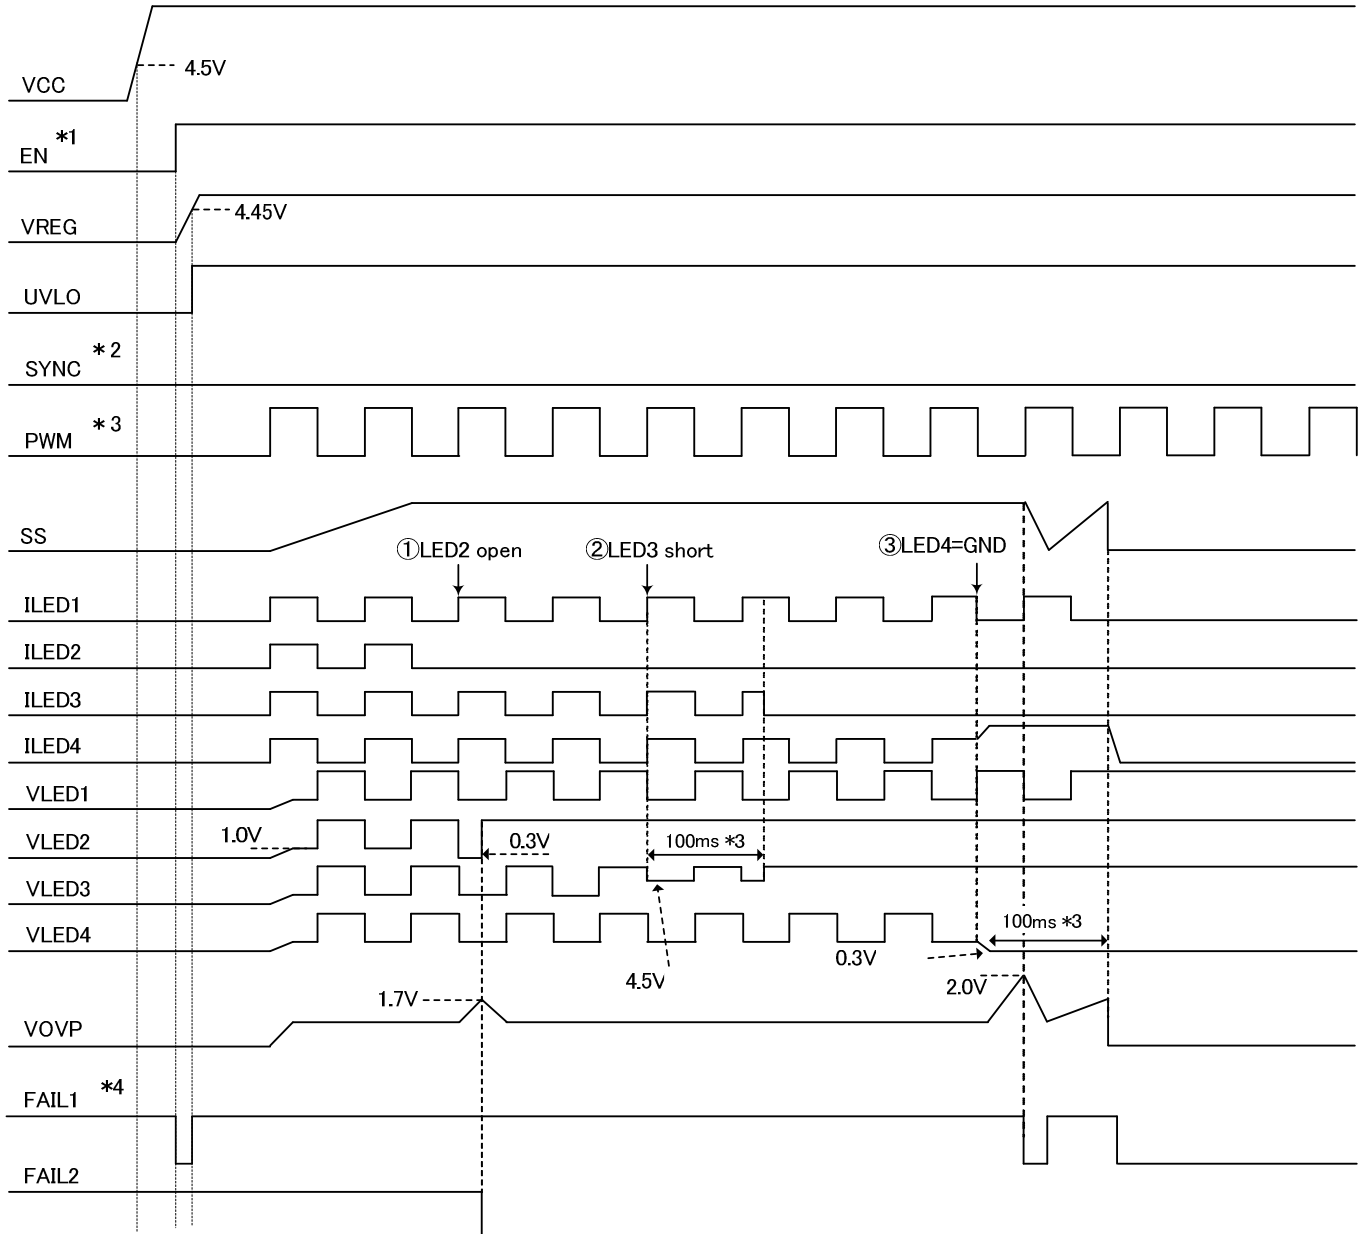 4.5V
VCC
EN *1
4.45V
VREG
UVLO
SYNC *2
PWM *3
SS
①LED2 open
②LED3 short
③LED4=GND
ILED1
ILED2
ILED3
ILED4
VLED1
1.0V
VLED2
0.3V
100ms *3
VLED3
VLED4
100ms *3
4.5V
0.3V
2.0V
1.7V
VOVP
FAIL1 *4
FAIL2